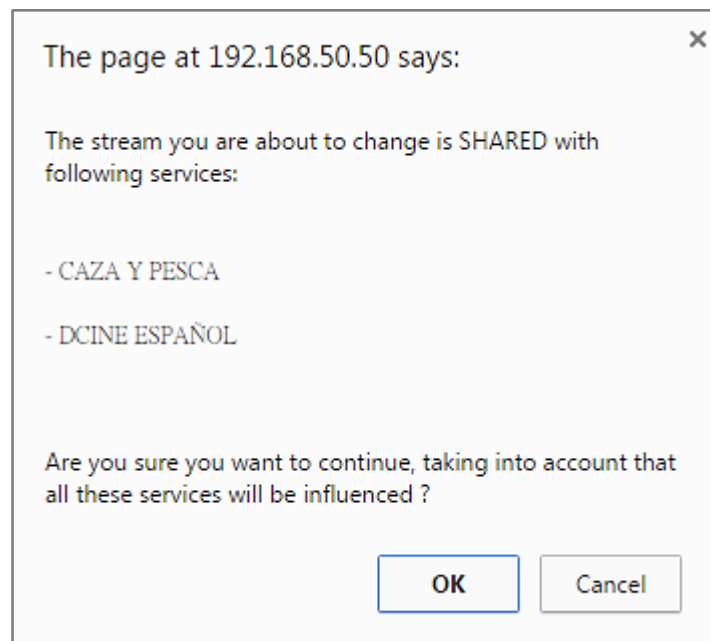 The page at 192.168.50.50 says:
The stream you are about to change is SHARED with
following services:
- CAZA Y PESCA
- DCINE ESPAÑOL
Are you sure you want to continue, taking into account that
all these services will be influenced ?
OK
Cancel